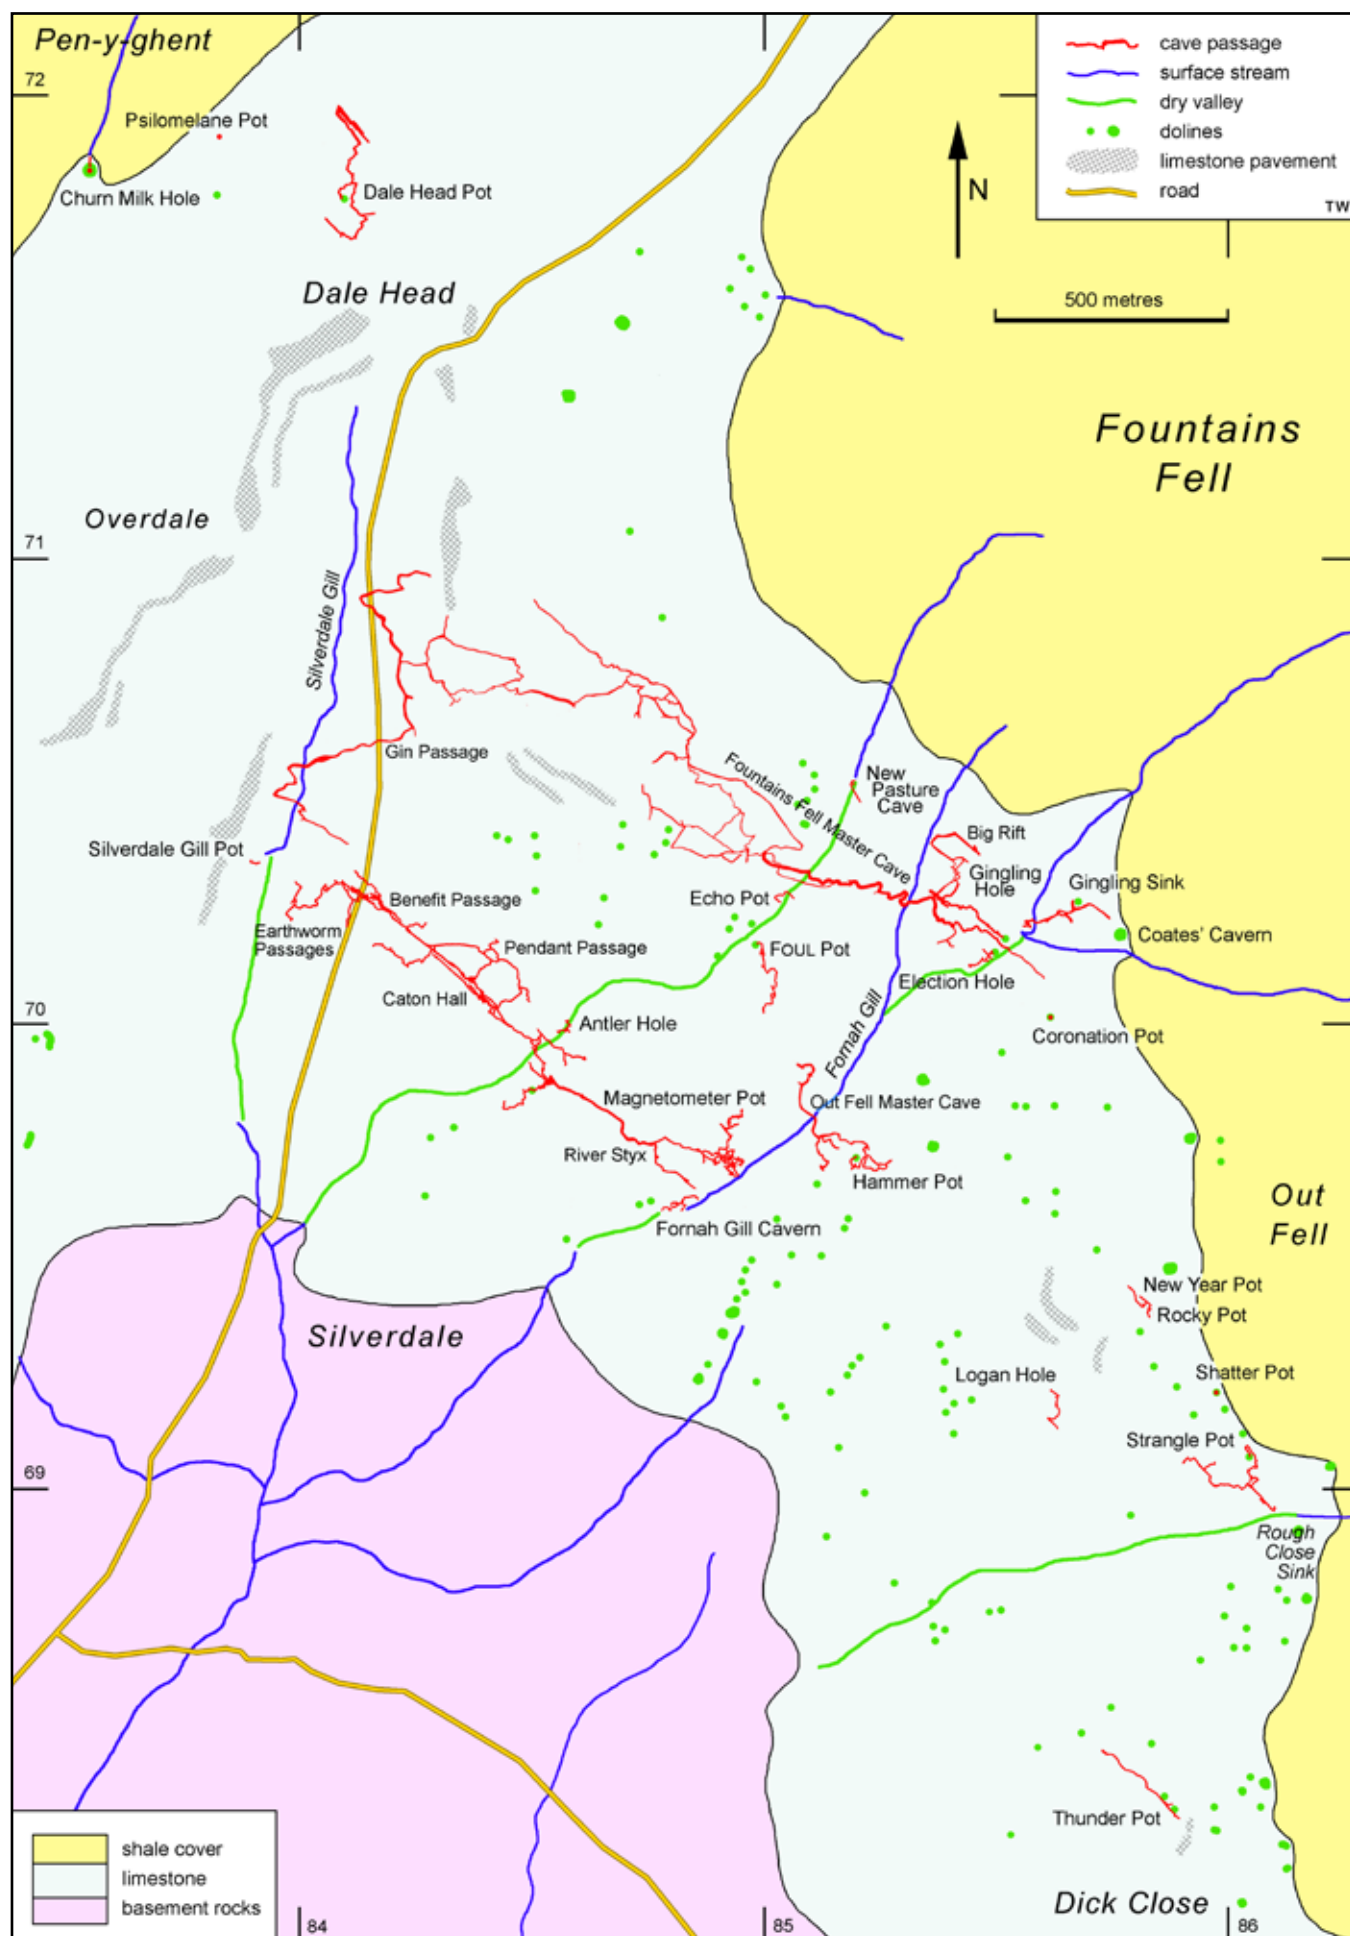 Pen-y-ghent
cave passage
surface stream
dry valley
dolines
limestone pavement
road
TW
72
Psilomelane Pot
Churn Milk Hole
Dale Head Pot
N
Dale Head
500 metres
Fountains
Fell
Overdale
71
Silverdale Gill
Gin Passage
Fountains Fell Master Cave
New
Pasture
Cave
Big Rift
Silverdale Gill Pot
Gingling
Hole
Gingling Sink
Benefit Passage
Echo Pot
Earthworm
Passages
Pendant Passage
FOUL Pot
Coates' Cavern
Election Hole
Caton Hall
70
Antler Hole
Fornah Gill
Coronation Pot
Magnetometer Pot
Out Fell Master Cave
River Styx
Hammer Pot
Fornah Gill Cavern
Out
Fell
New Year Pot
Rocky Pot
Silverdale
Logan Hole
Shatter Pot
Strangle Pot
69
Rough
Close
Sink
Thunder Pot
shale cover
limestone
basement rocks
Dick Close
84
85
86